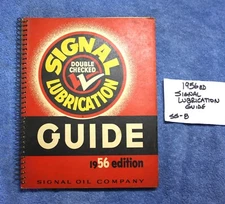 SIGNAL
DOUBLE
CHECKED
LUBRICATION
GUIDE
1956 edition
SIGNAL OIL COMPANY
1956 ED
SIGNAL
LUBRICATION
GUIDE
SS-B